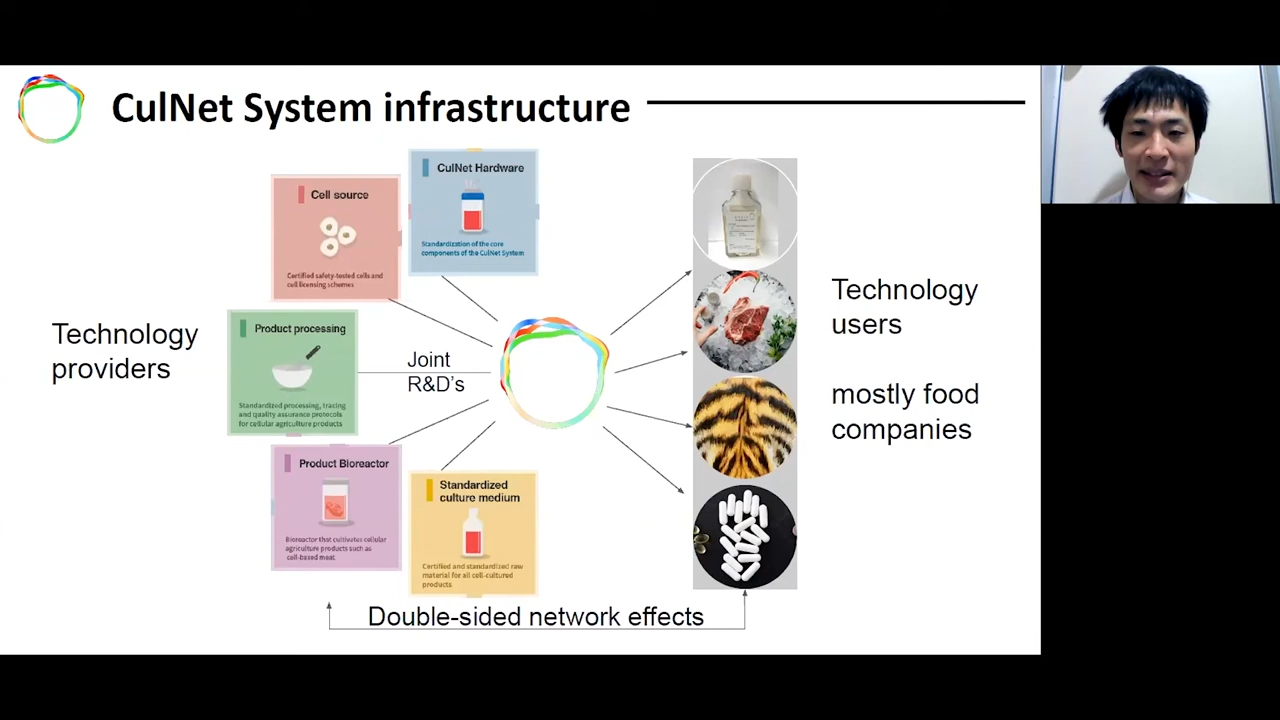 CulNet System infrastructure
CulNet Hardware
Standardization of the core
components of the CulNet System
Cell source
Certified safety-tested cells and
cell licensing schemes
Product processing
Standardized processing, tracing
and quality assurance protocols
for cellular agriculture products
Product Bioreactor
Bioreactor that cultivates cellular
agriculture products such as
cell-based meat
Standardized
culture medium
Certified and standardized raw
material for all cell-cultured
products
Technology
providers
Joint
R&D's
Technology
users
mostly food
companies
Double-sided network effects